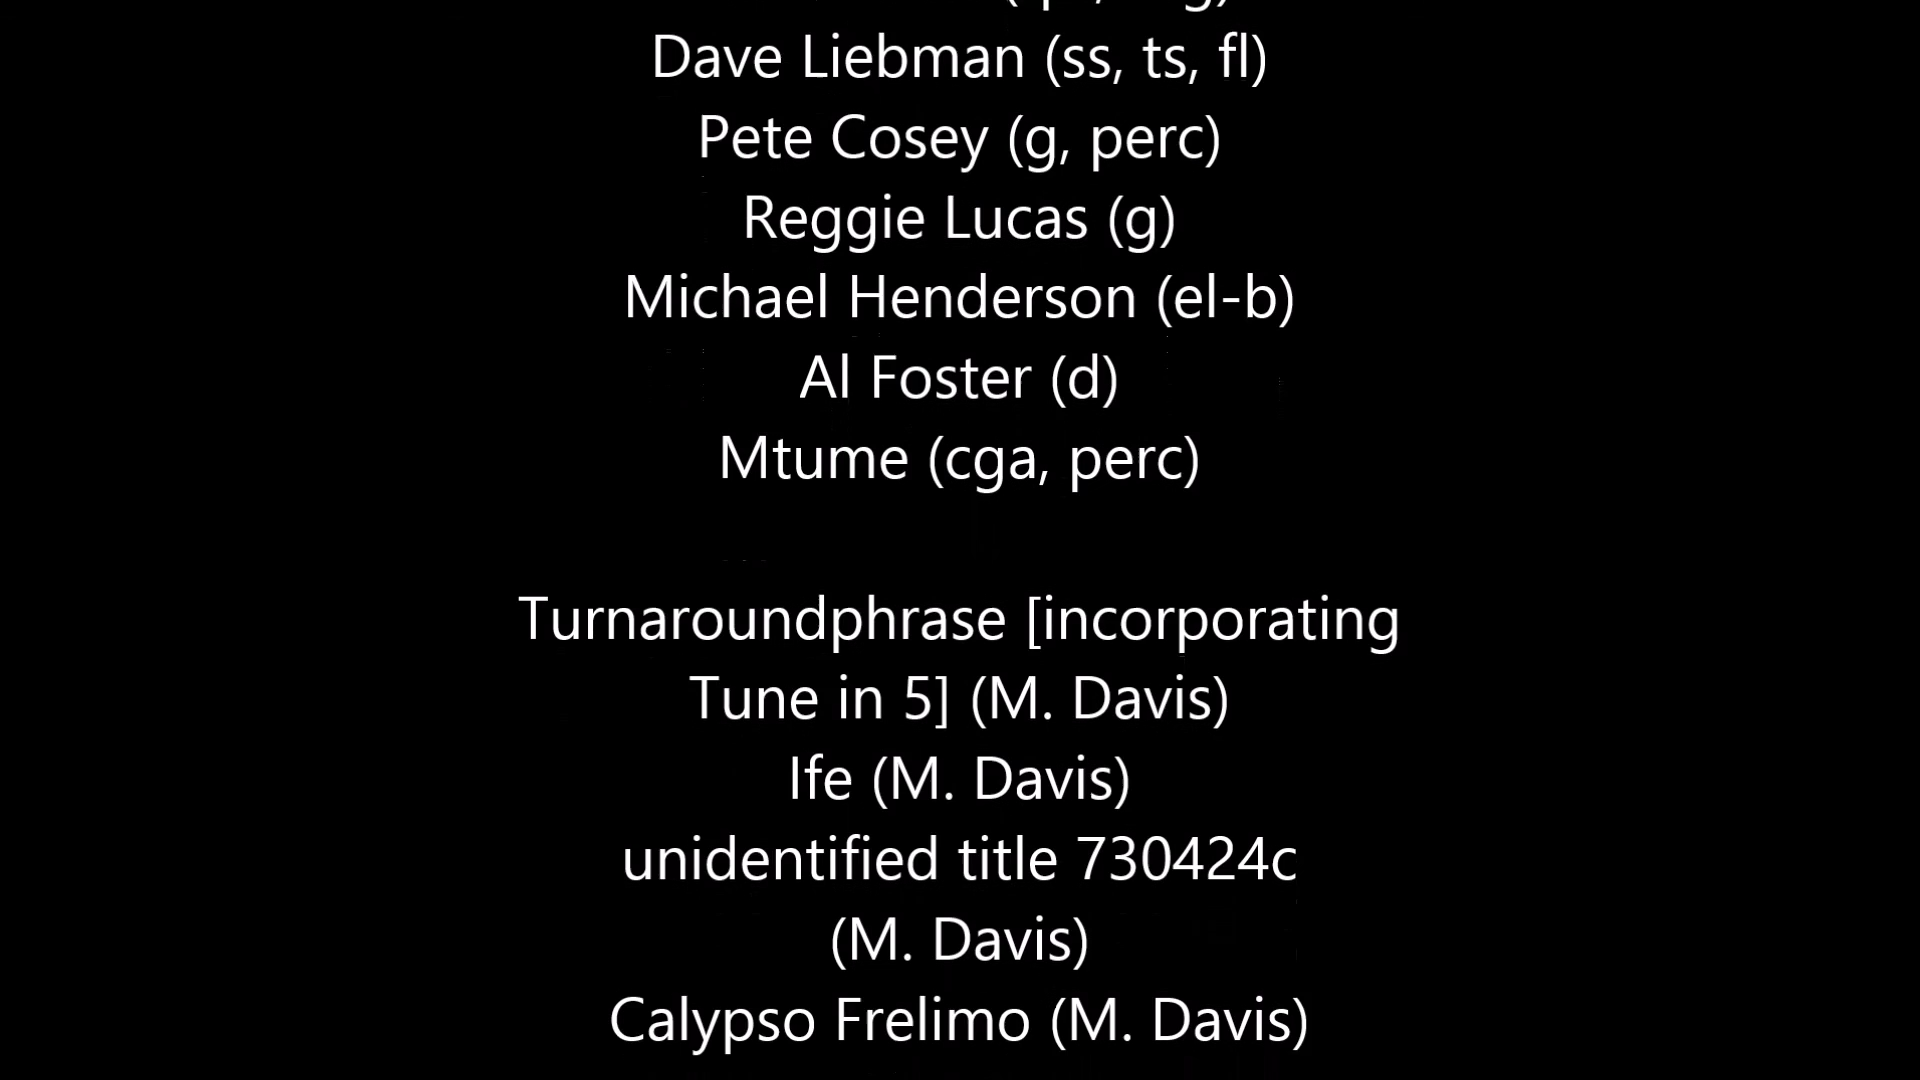 Dave Liebman (ss, ts, fl)
Pete Cosey (g, perc)
Reggie Lucas (g)
Michael Henderson (el-b)
Al Foster (d)
Mtume (cga, perc)
Turnaroundphrase [incorporating
Tune in 5] (M. Davis)
Ife (M. Davis)
unidentified title 730424c
(M. Davis)
Calypso Frelimo (M. Davis)